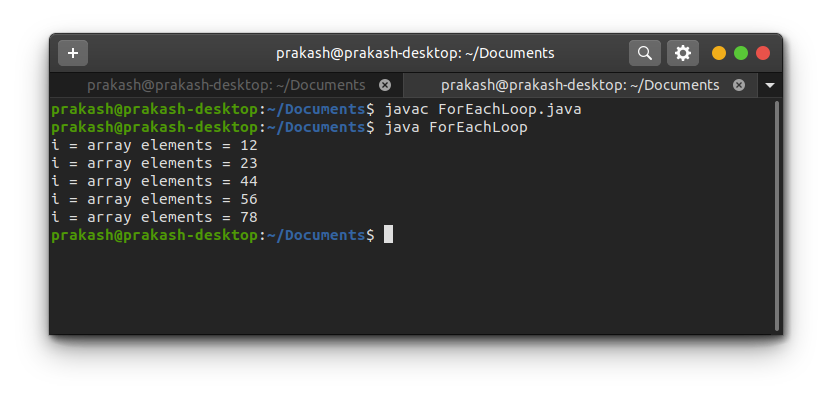 prakash@prakash-desktop: ~/Documents
prakash@prakash-desktop: ~/Documents
prakash@prakash-desktop: ~/Documents
prakash@prakash-desktop:~/Documents$ javac ForEachLoop.java
prakash@prakash-desktop:~/Documents$ java ForEachLoop
i = array elements = 12
i = array elements = 23
i = array elements = 44
i = array elements = 56
i = array elements = 78
prakash@prakash-desktop:~/Documents$